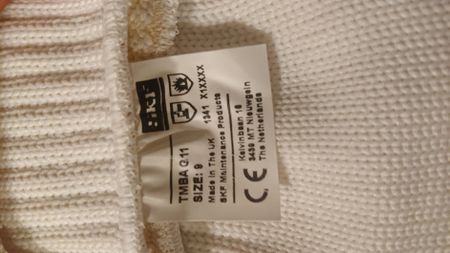 SKF
1341 X1XXXX
TMBA G11
SIZE: 9
Made in The UK
SKF Maintenance Products
Kelvinbaan 16
3439 MT Nieuwegein
The Netherlands
CE